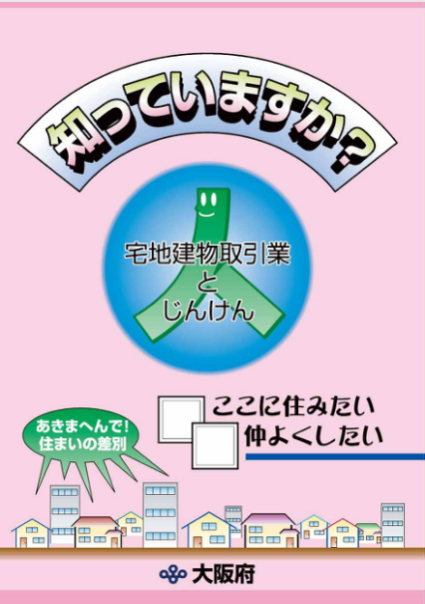 知っていますか?
宅地建物取引業
と
じんけん
ここに住みたい
仲よくしたい
あきまへんで!
住まいの差別
大阪府